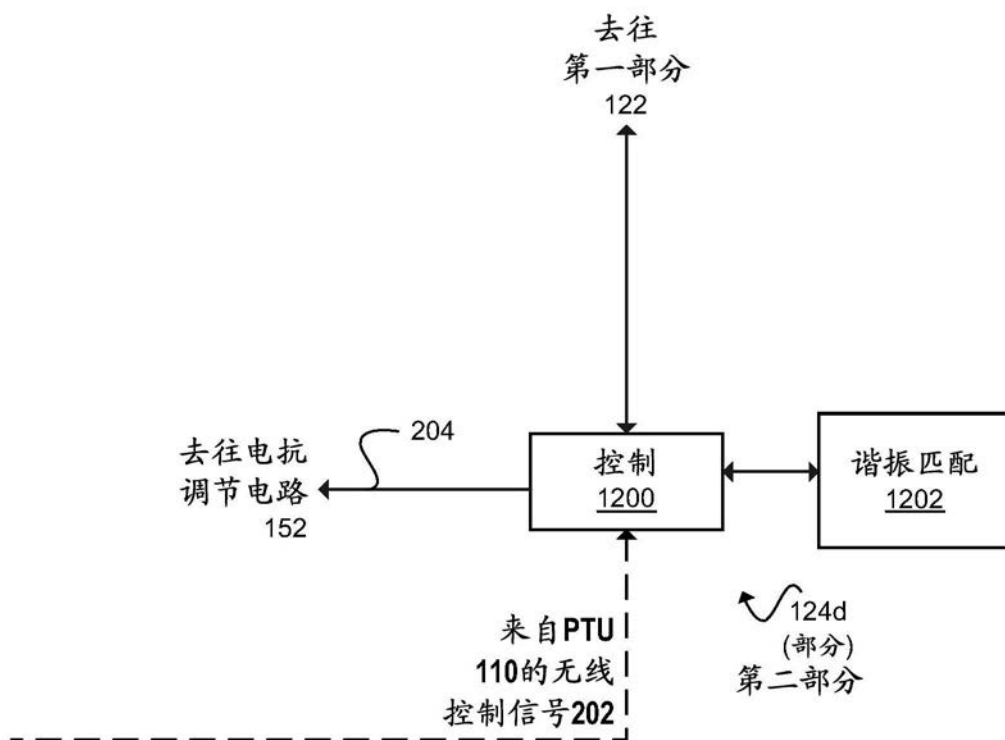 去往
第一部分
122
204
去往电抗
调节电路
152
控制
1200
谐振匹配
1202
来自PTU
110的无线
控制信号202
124d
(部分)
第二部分